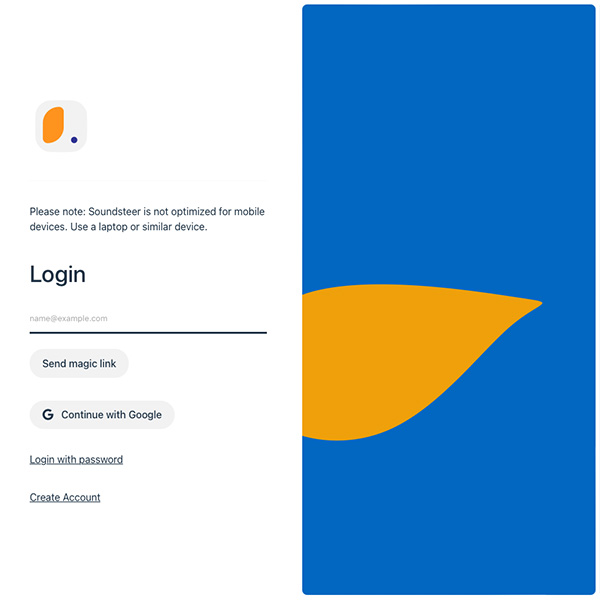 Please note: Soundsteer is not optimized for mobile
devices. Use a laptop or similar device.
Login
name@example.com
Send magic link
G Continue with Google
Login with password
Create Account